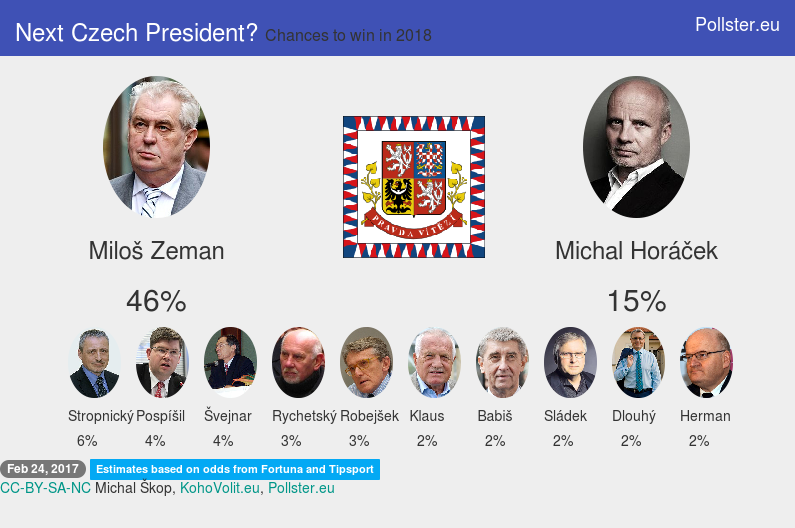 Next Czech President? Chances to win in 2018
Pollster.eu
PRAVDA VÍTĚZÍ
Miloš Zeman
Michal Horáček
46%
15%
Stropnický Pospíšil Švejnar Rychetský Robejšek Klaus Babiš Sládek Dlouhý Herman
6% 4% 4% 3% 3% 2% 2% 2% 2% 2%
Feb 24, 2017 Estimates based on odds from Fortuna and Tipsport
CC-BY-SA-NC Michal Škop, KohoVolit.eu, Pollster.eu